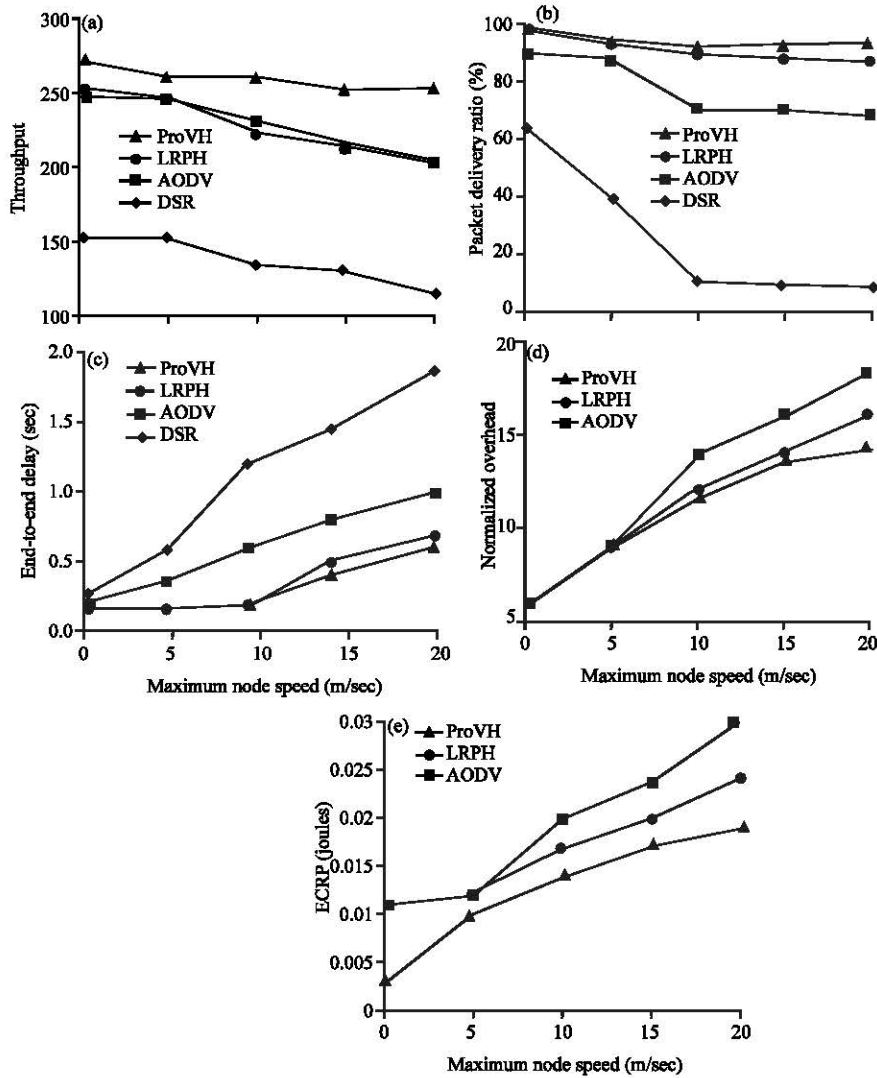 (a)
300
250
200
150
100
Throughput
ProVH
LRPH
AODV
DSR
(b)
100
80
60
40
20
0
Packet delivery ratio (%)
ProVH
LRPH
AODV
DSR
(c)
2.0
1.5
1.0
0.5
0.0
End-to-end delay (sec)
ProVH
LRPH
AODV
DSR
0 5 10 15 20
Maximum node speed (m/sec)
(d)
20
15
10
5
Normalized overhead
ProVH
LRPH
AODV
0 5 10 15 20
Maximum node speed (m/sec)
(e)
0.03
0.025
0.02
0.015
0.01
0.005
0
ECRP (joules)
ProVH
LRPH
AODV
0 5 10 15 20
Maximum node speed (m/sec)